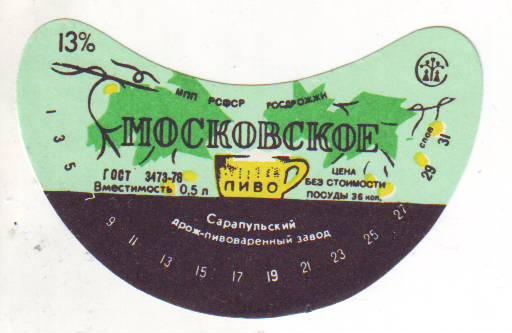 13%
МПП РСФСР РОСДРОЖЖИ
МОСКОВСКОЕ
ГОСТ 3473-78
Вместимость 0,5 л
ПИВО
ЦЕНА
БЕЗ СТОИМОСТИ
ПОСУДЫ 36 коп.
Сарапульский
дрож-пивоваренный завод
1 3 5 7 9 11 13 15 17 19 21 23 25 27 29 31